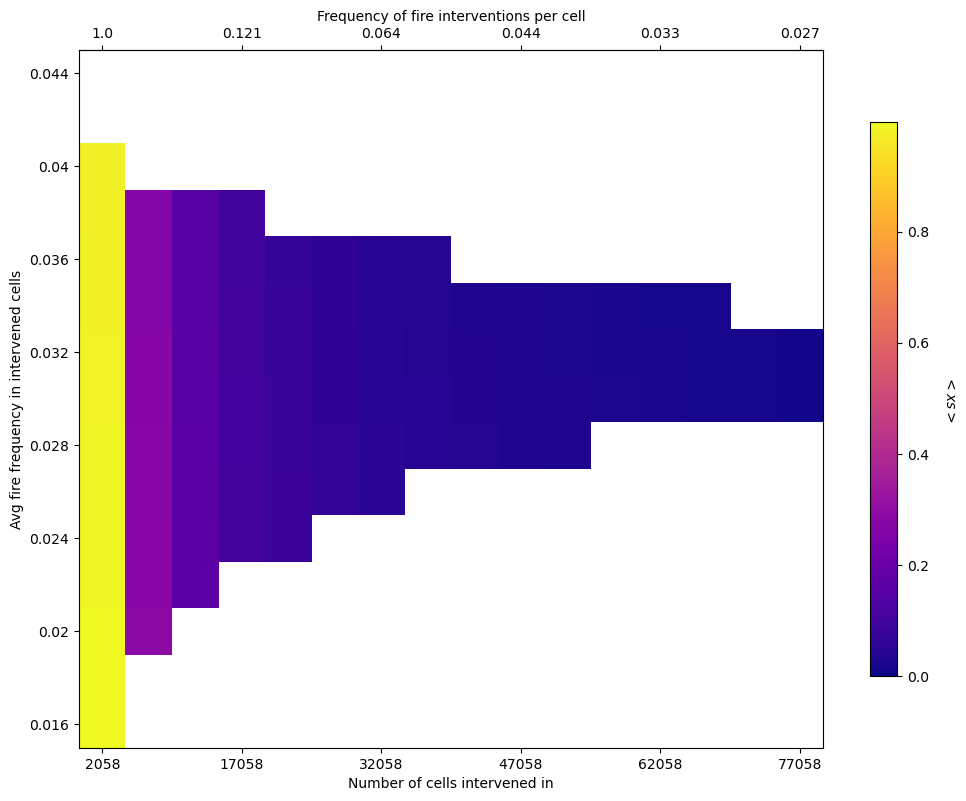 Frequency of fire interventions per cell
1.0 0.121 0.064 0.044 0.033 0.027
0.044
0.04
0.036
0.032
0.028
0.024
0.02
0.016
Avg fire frequency in intervened cells
2058 17058 32058 47058 62058 77058
Number of cells intervened in
0.8
0.6
0.4
0.2
0.0
< xs >